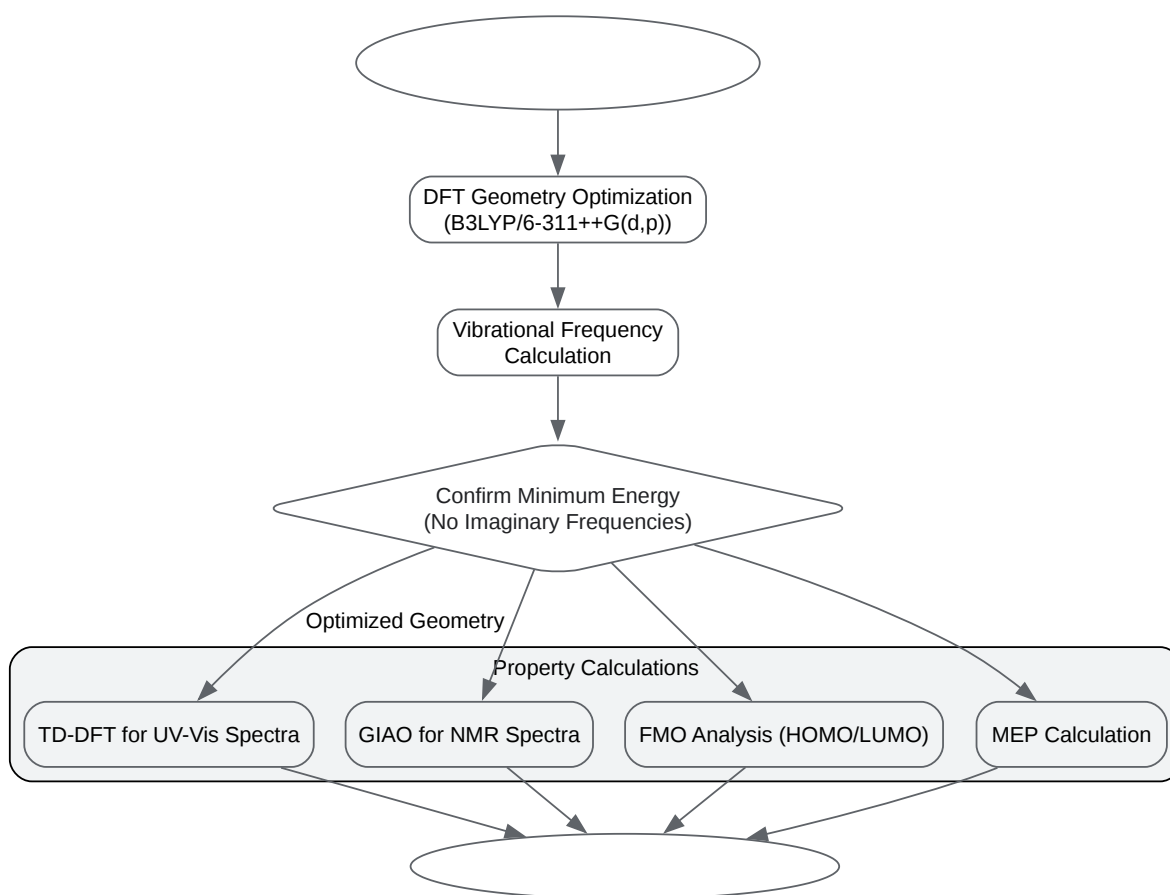 DFT Geometry Optimization
(B3LYP/6-311++G(d,p))
Vibrational Frequency
Calculation
Confirm Minimum Energy
(No Imaginary Frequencies)
Optimized Geometry
Property Calculations
TD-DFT for UV-Vis Spectra
GIAO for NMR Spectra
FMO Analysis (HOMO/LUMO)
MEP Calculation